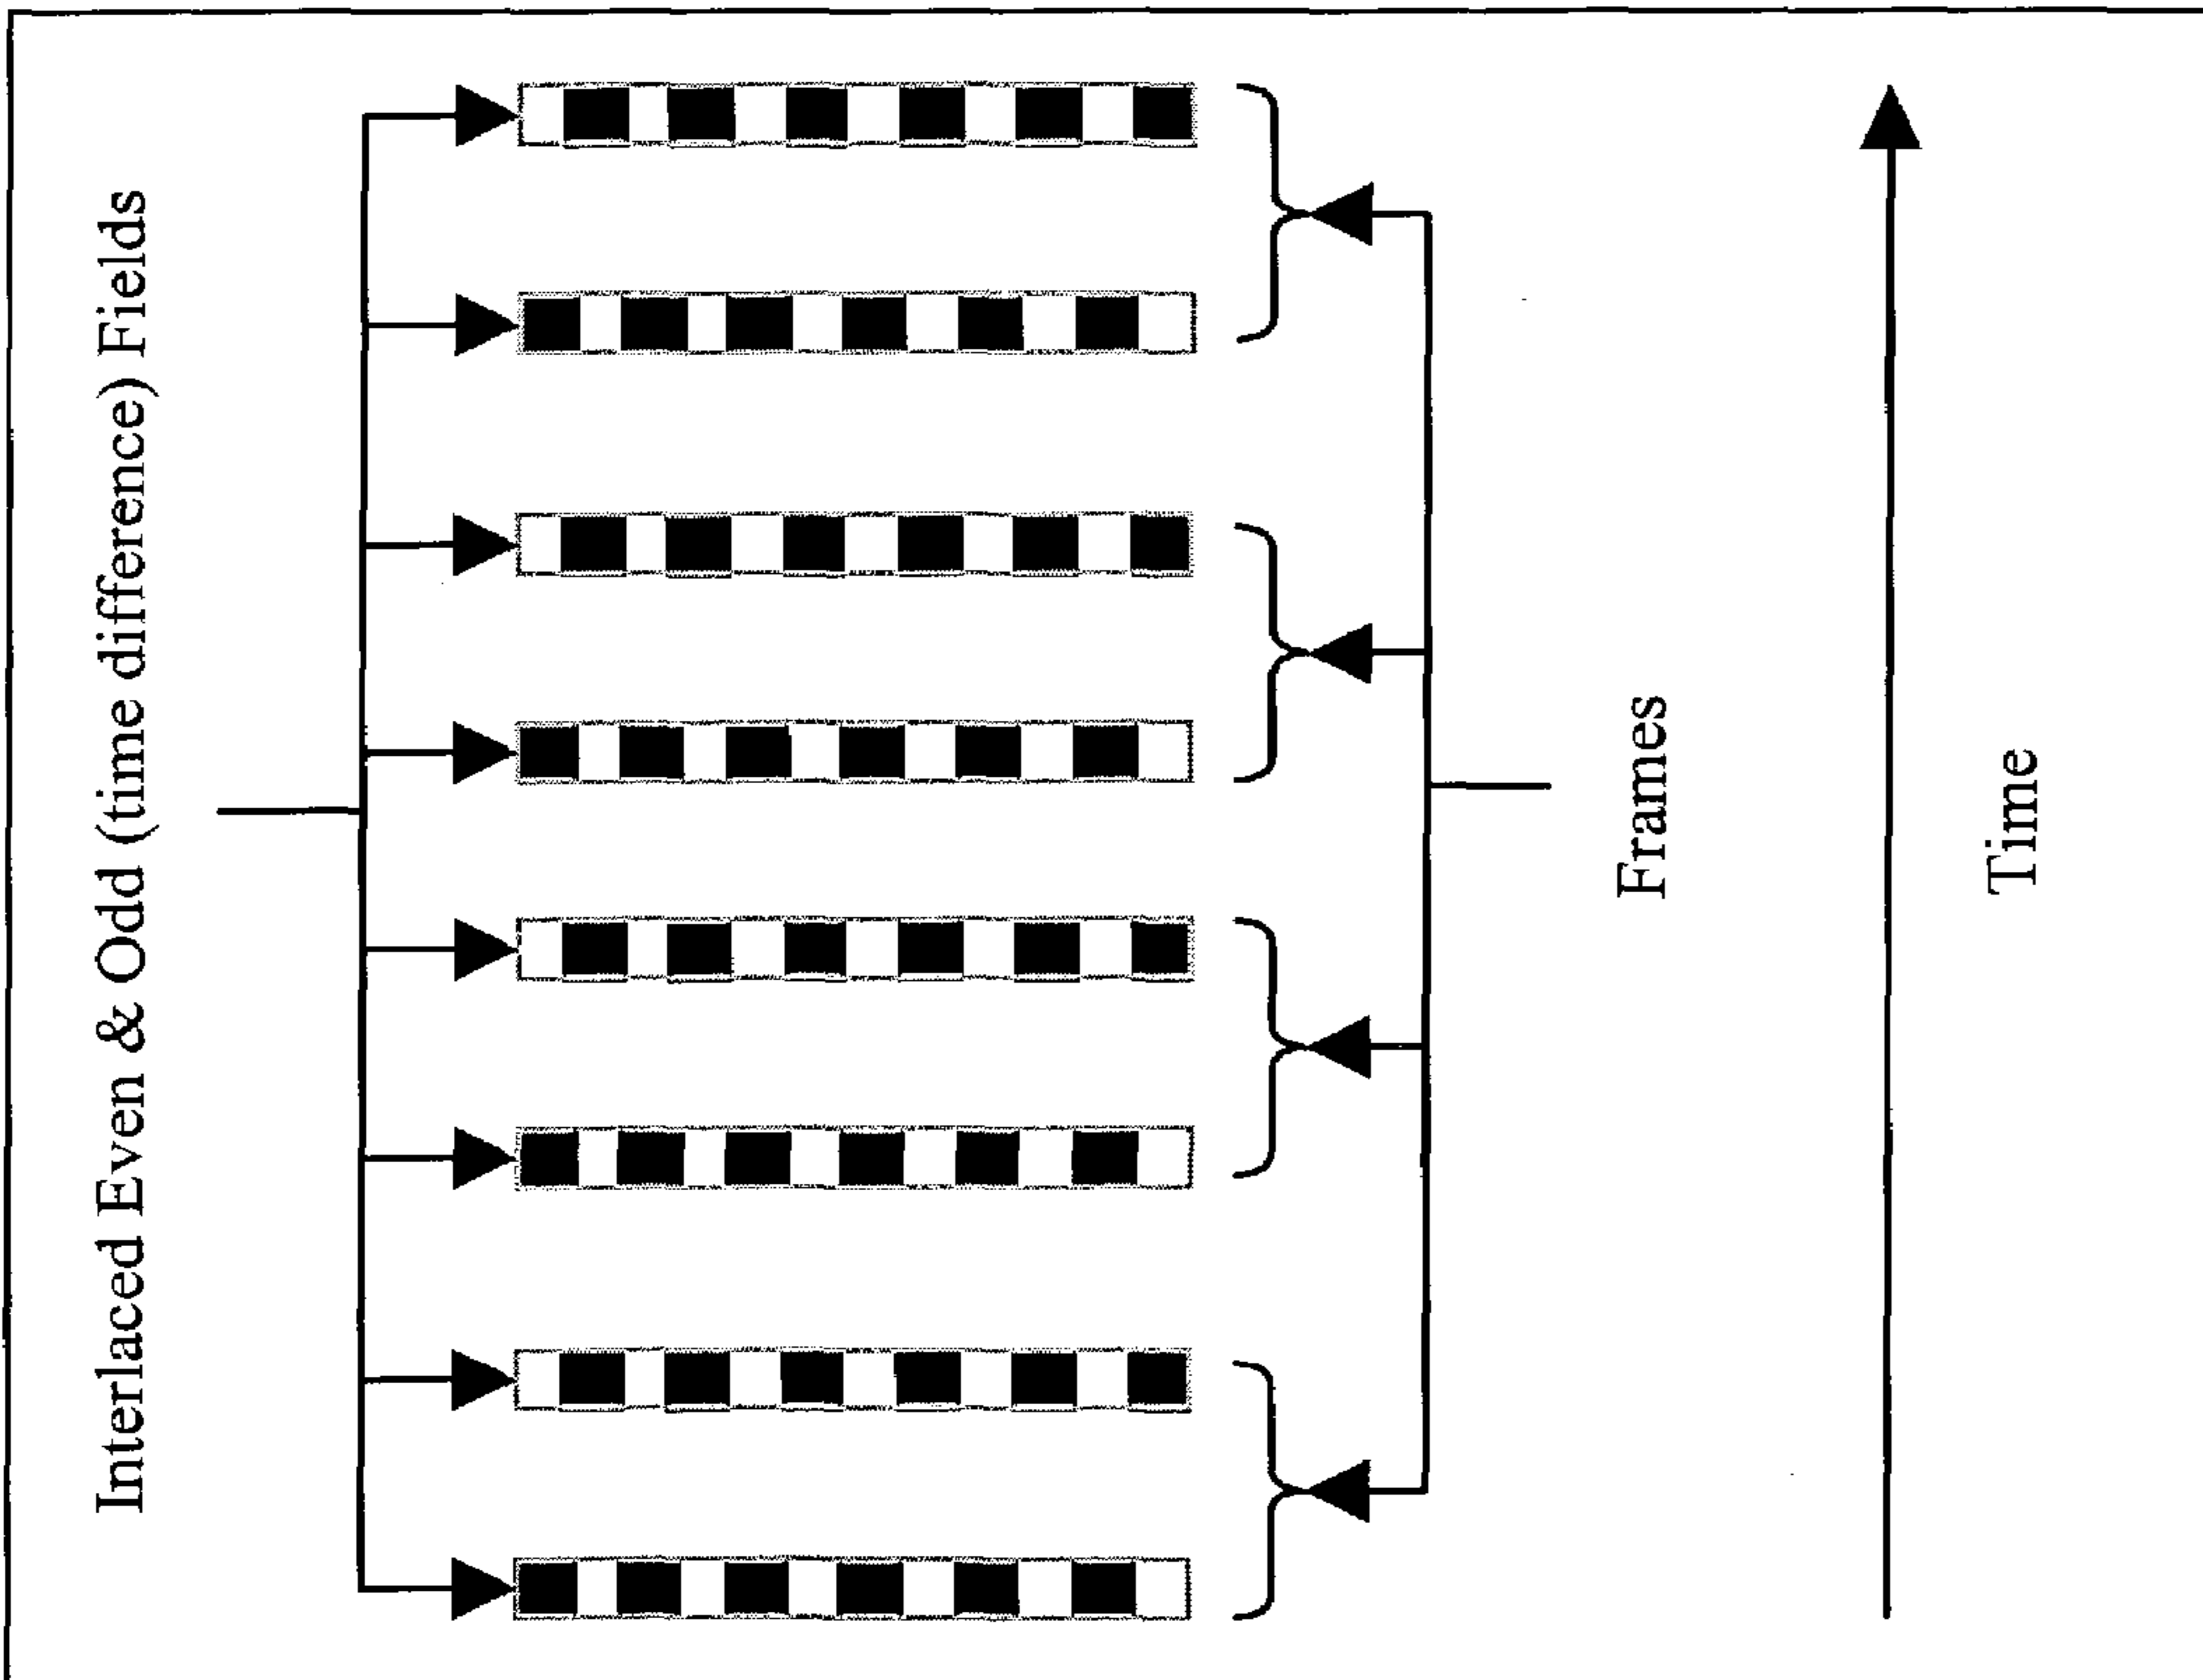 Interlaced Even & Odd (time difference) Fields
Frames
Time